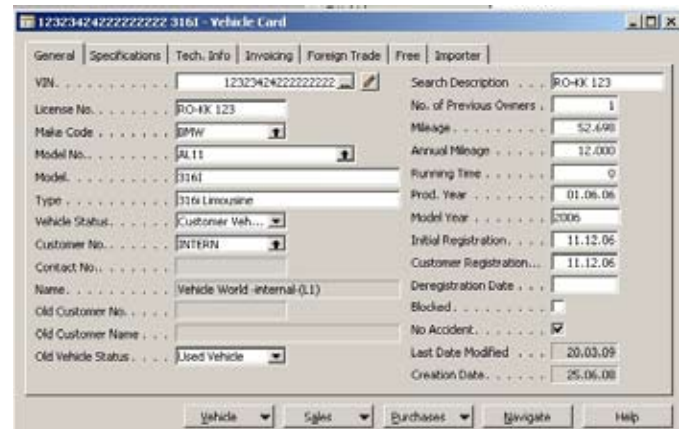 12323424222222222 316I - Vehicle Card
General Specifications Tech. Info Invoicing Foreign Trade Free Importer
VIN. . . . . . . . . . . 12323424222222222 ...
License No. . . . . . . . RO-KK 123
Make Code . . . . . . . BMW
Model No. . . . . . . . . AL11
Model. . . . . . . . . . 316I
Type . . . . . . . . . . 316i Limousine
Vehicle Status. . . . . . Customer Veh...
Customer No. . . . . . . INTERN
Contact No. . . . . . . .
Name. . . . . . . . . . Vehicle World -internal-(L1)
Old Customer No. . . . .
Old Customer Name . . . .
Old Vehicle Status . . . . Used Vehicle
Search Description . . . RO-KK 123
No. of Previous Owners . 1
Mileage . . . . . . . . . 52.698
Annual Mileage . . . . . 12.000
Running Time . . . . . . 0
Prod. Year . . . . . . . 01.06.06
Model Year . . . . . . . 2006
Initial Registration. . . . 11.12.06
Customer Registration... 11.12.06
Deregistration Date . . .
Blocked. . . . . . . . .
No Accident. . . . . . .
Last Date Modified . . . 20.03.09
Creation Date. . . . . . 25.06.08
Vehicle Sales Purchases Navigate Help